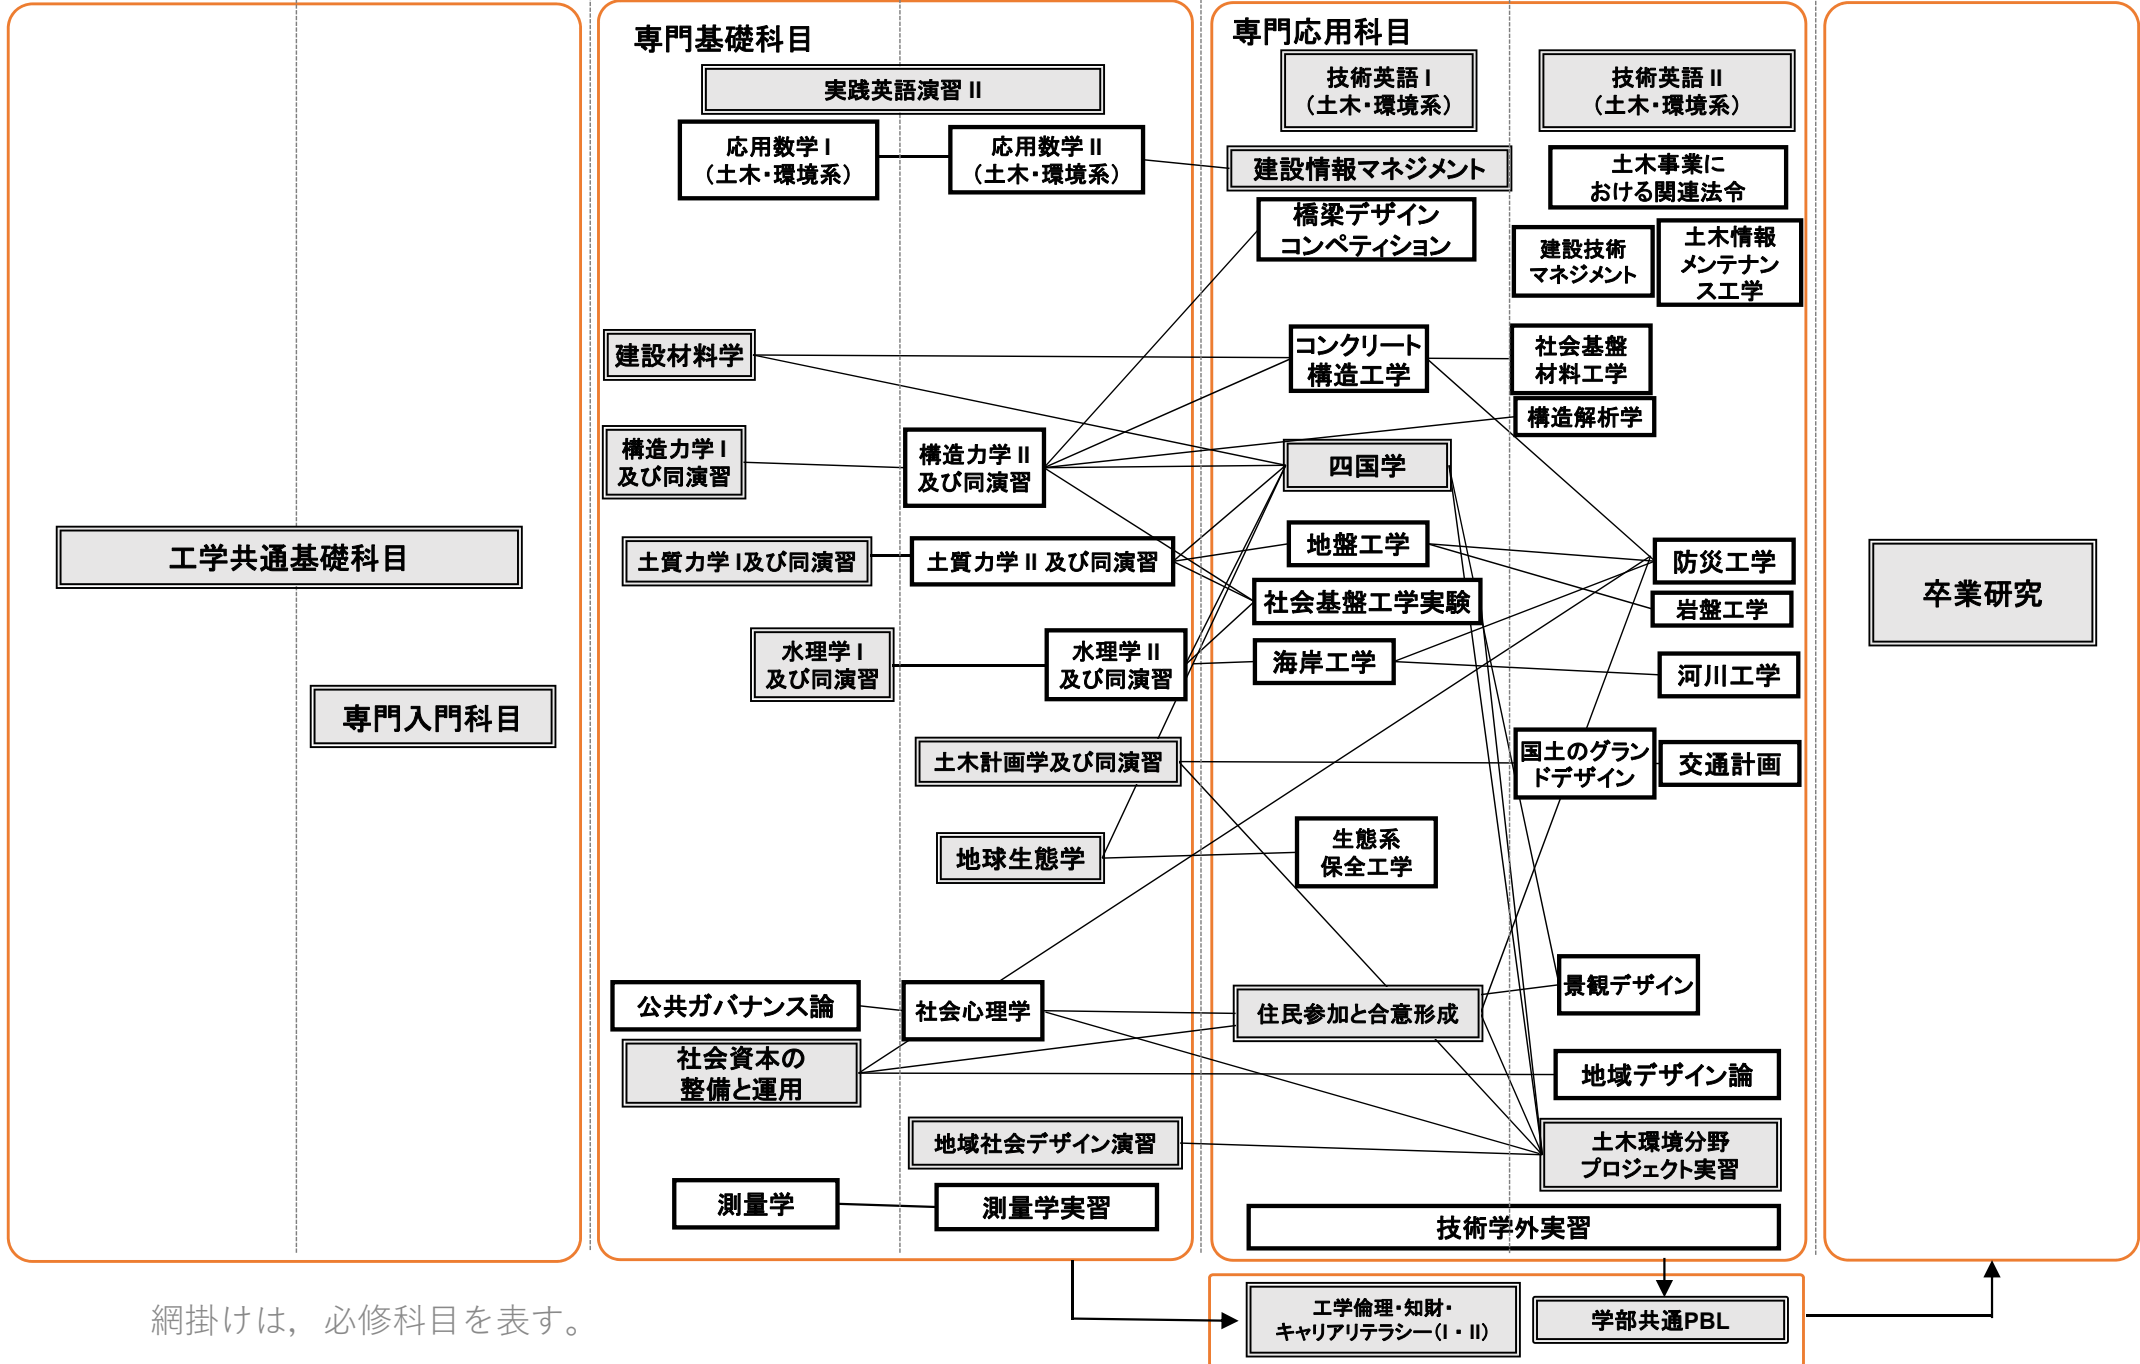 専門基礎科目
専門応用科目
実践英語演習 II
応用数学 I
（土木・環境系）
応用数学 II
（土木・環境系）
技術英語 I
（土木・環境系）
技術英語 II
（土木・環境系）
建設情報マネジメント
土木事業に
おける関連法令
橋梁デザイン
コンペティション
建設技術
マネジメント
土木情報
メンテナン
ス工学
建設材料学
コンクリート
構造工学
社会基盤
材料工学
構造解析学
構造力学 I
及び同演習
構造力学 II
及び同演習
四国学
工学共通基礎科目
土質力学 I及び同演習
土質力学 II 及び同演習
地盤工学
防災工学
社会基盤工学実験
岩盤工学
卒業研究
水理学 I
及び同演習
水理学 II
及び同演習
海岸工学
河川工学
専門入門科目
土木計画学及び同演習
国土のグラン
ドデザイン
交通計画
地球生態学
生態系
保全工学
公共ガバナンス論
社会心理学
住民参加と合意形成
景観デザイン
社会資本の
整備と運用
地域デザイン論
地域社会デザイン演習
土木環境分野
プロジェクト実習
測量学
測量学実習
技術学外実習
網掛けは，必修科目を表す。
工学倫理・知財・
キャリアリテラシー（I・II）
学部共通PBL